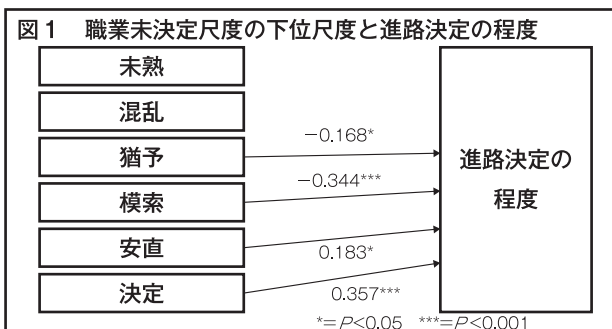 図1 職業未決定尺度の下位尺度と進路決定の程度
未熟
混乱
猶予
模索
安直
決定
-0.168*
-0.344***
0.183*
0.357***
進路決定の
程度
*=P<0.05 ***=P<0.001